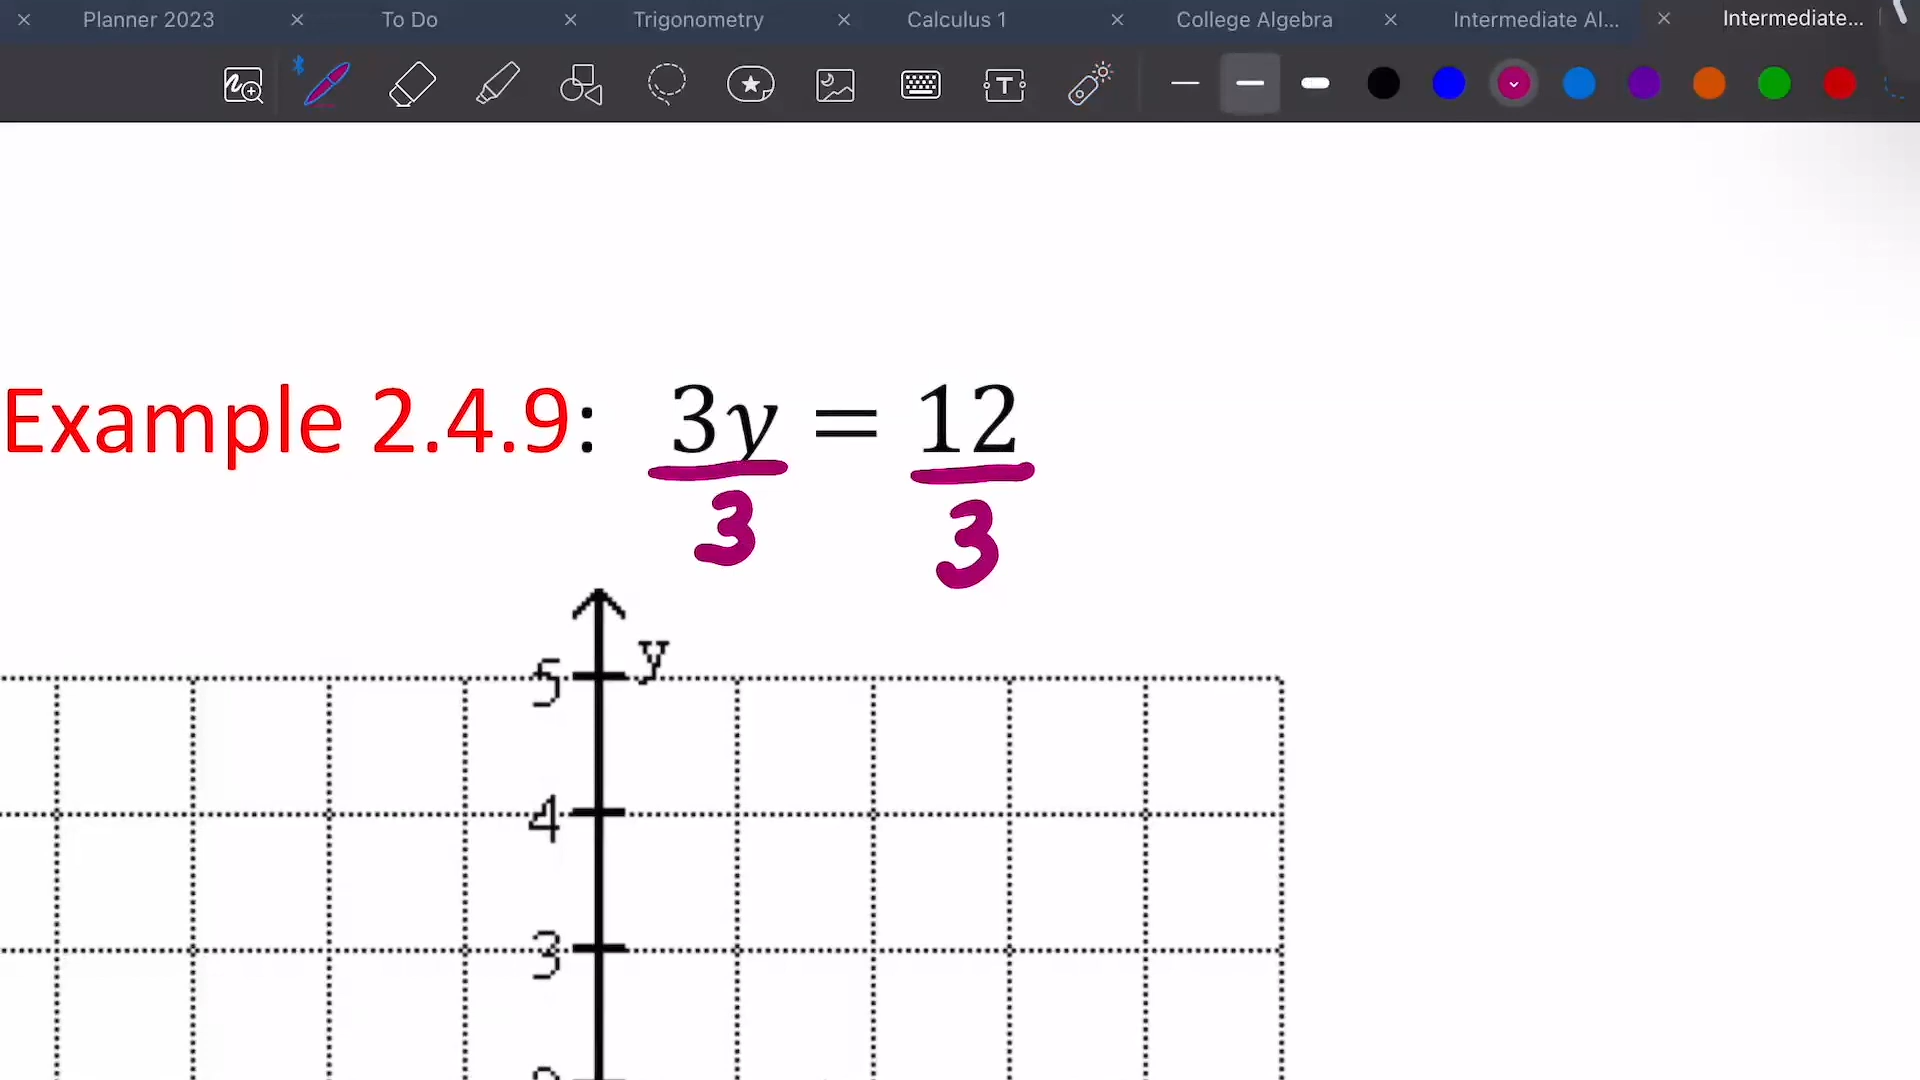 Planner 2023 To Do Trigonometry Calculus 1 College Algebra Intermediate Al... Intermediate...
Example 2.4.9: 3y = 12
3 3
y
5
4
3